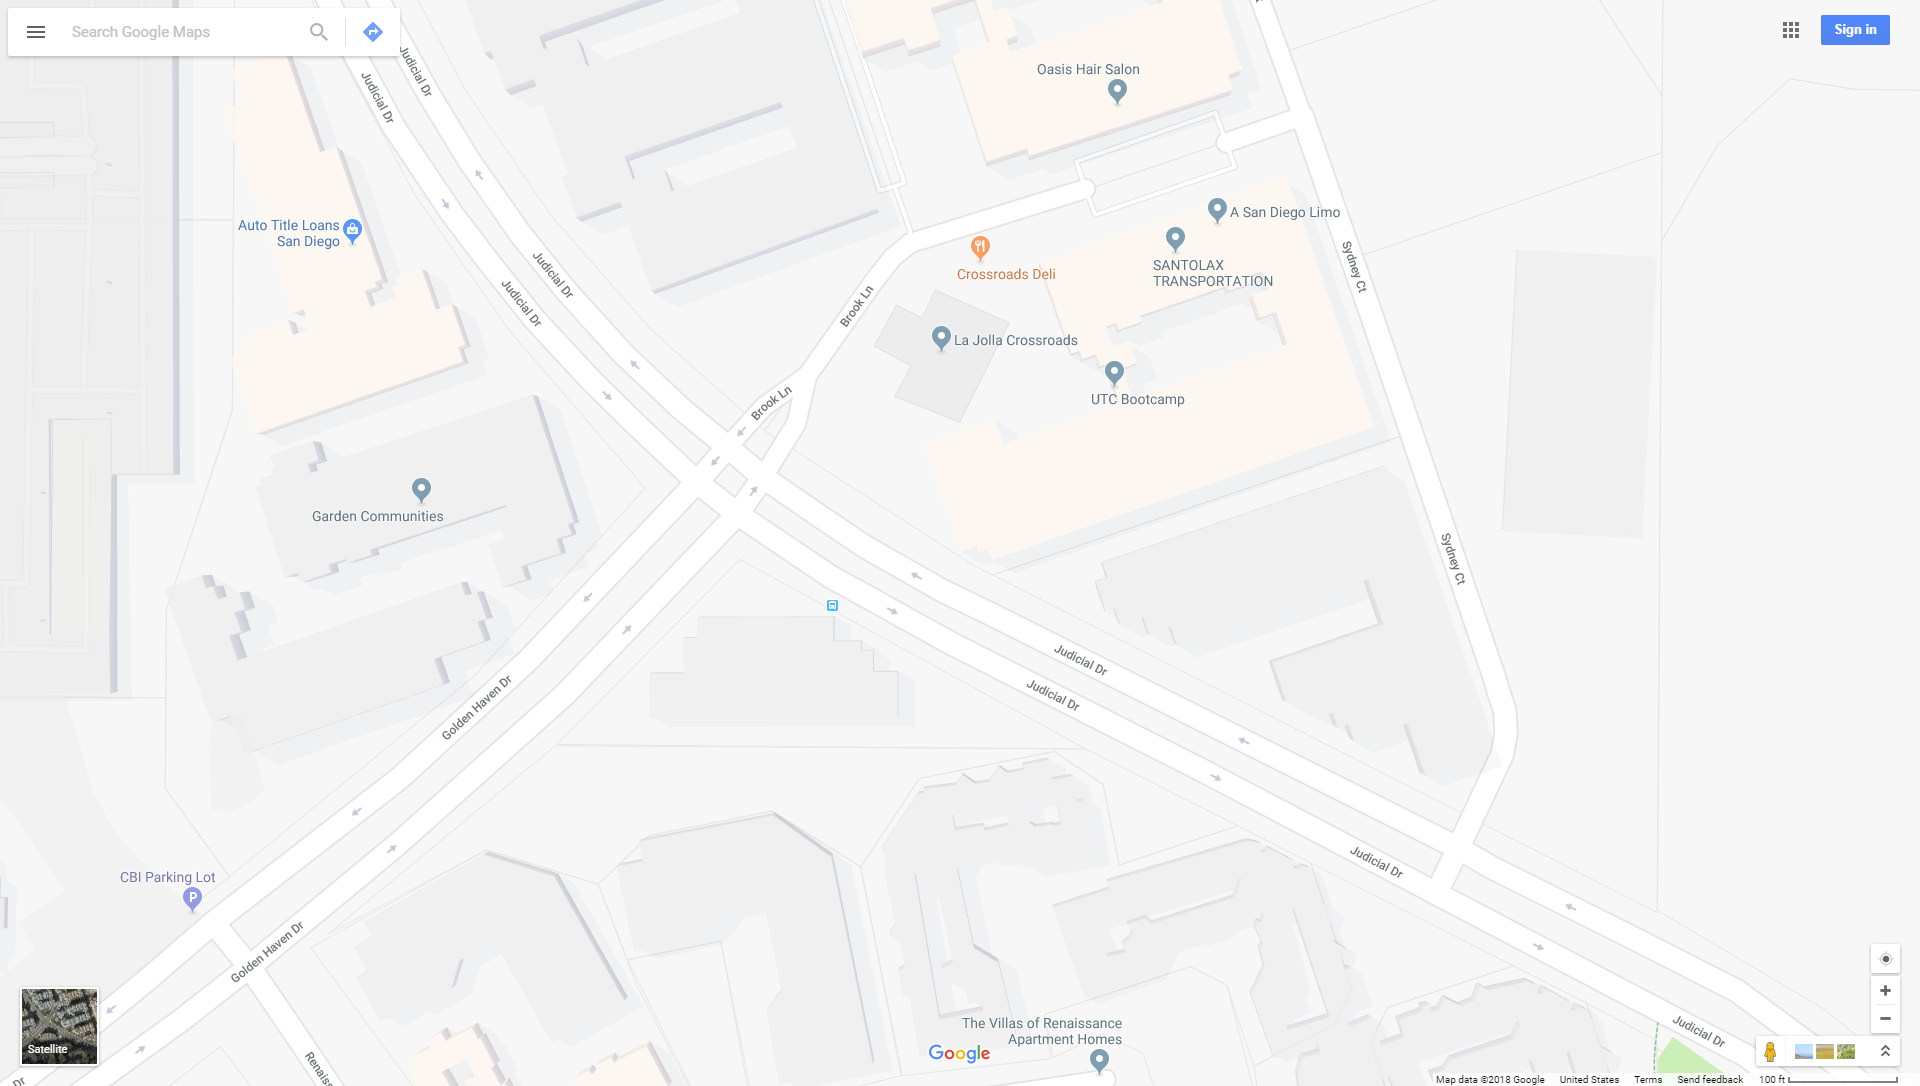 Search Google Maps
Sign in
Judicial Dr
Judicial Dr
Oasis Hair Salon
Auto Title Loans
San Diego
A San Diego Limo
SANTOLAX
TRANSPORTATION
Crossroads Deli
Sydney Ct
Judicial Dr
Judicial Dr
Brook Ln
La Jolla Crossroads
UTC Bootcamp
Brook Ln
Garden Communities
Sydney Ct
Judicial Dr
Judicial Dr
Golden Haven Dr
Judicial Dr
CBI Parking Lot
P
Golden Haven Dr
The Villas of Renaissance
Apartment Homes
Google
Judicial Dr
Satellite
Renaiss
Dr
Map data ©2018 Google United States Terms Send feedback 100 ft